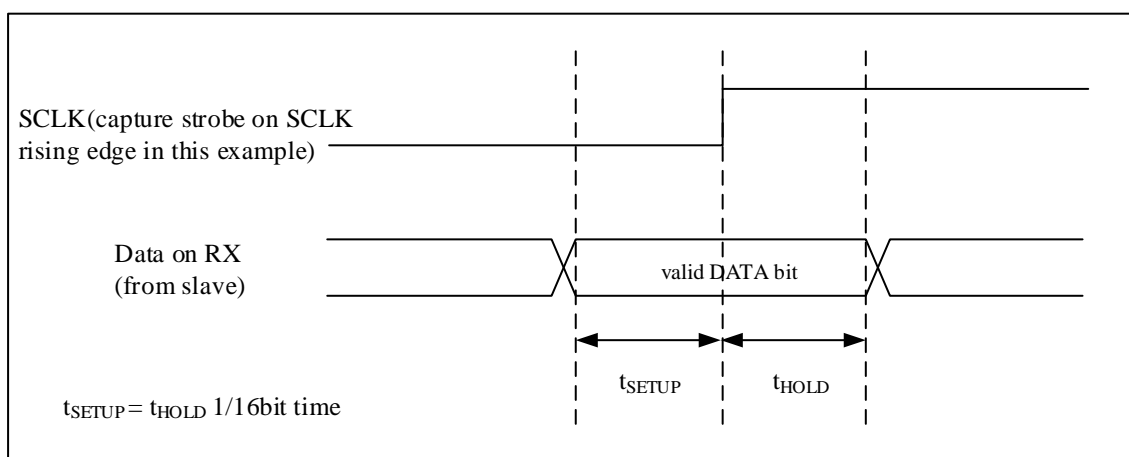 SCLK(capture strobe on SCLK
rising edge in this example)
Data on RX
(from slave)
valid DATA bit
tSETUP
tHOLD
tSETUP= tHOLD 1/16bit time